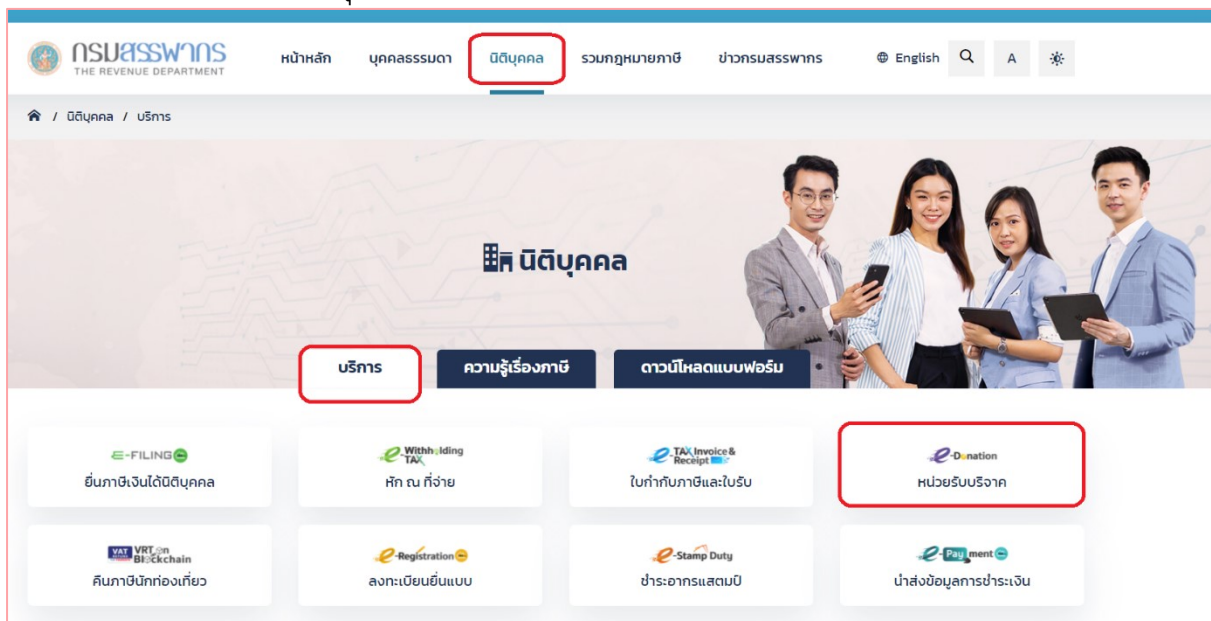 กรมสรรพากร
THE REVENUE DEPARTMENT
หน้าหลัก บุคคลธรรมดา นิติบุคคล รวมกฎหมายภาษี ข่าวกรมสรรพากร English A
/ นิติบุคคล / บริการ
นิติบุคคล
บริการ ความรู้เรื่องภาษี ดาวน์โหลดแบบฟอร์ม
E-FILING
ยื่นภาษีเงินได้นิติบุคคล
e-Withholding TAX
หัก ณ ที่จ่าย
e-TAX Invoice & Receipt
ใบกำกับภาษีและใบรับ
e-Donation
หน่วยรับบริจาค
VAT VRT on Blockchain
คืนภาษีนักท่องเที่ยว
e-Registration
ลงทะเบียนยื่นแบบ
e-Stamp Duty
ชำระอากรแสตมป์
e-Payment
นำส่งข้อมูลการชำระเงิน